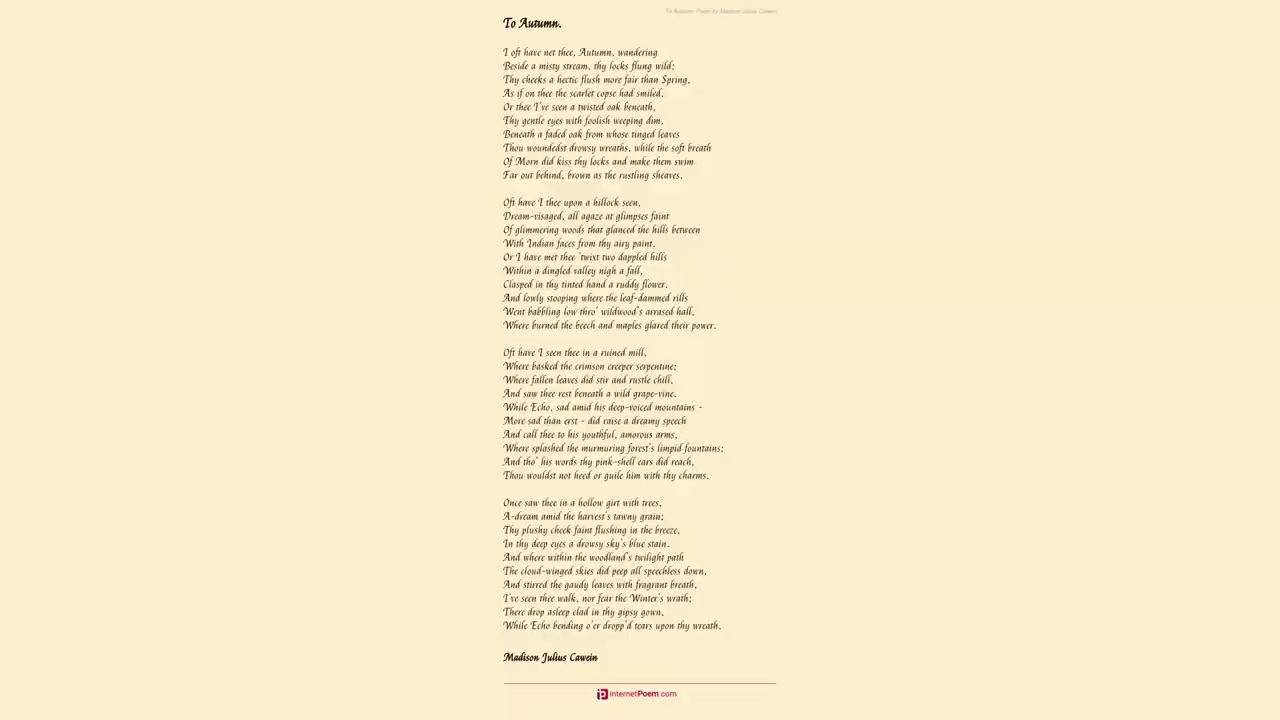 To Autumn. Poem by Madison Julius Cawein
To Autumn.
I oft have net thee, Autumn, wandering
Beside a misty stream, thy locks flung wild;
Thy cheeks a hectic flush more fair than Spring,
As if on thee the scarlet copse had smiled.
Or thee I've seen a twisted oak beneath,
Thy gentle eyes with foolish weeping dim,
Beneath a faded oak from whose tinged leaves
Thou woundedst drowsy wreaths, while the soft breath
Of Morn did kiss thy locks and make them swim
Far out behind, brown as the rustling sheaves.
Oft have I thee upon a hillock seen,
Dream-visaged, all agaze at glimpses faint
Of glimmering woods that glanced the hills between
With Indian faces from thy airy paint.
Or I have met thee 'twixt two dappled hills
Within a dingled valley nigh a fall,
Clasped in thy tinted hand a ruddy flower.
And lowly stooping where the leaf-dammed rills
Went babbling low thro' wildwood's arrased hall,
Where burned the beech and maples glared their power.
Oft have I seen thee in a ruined mill,
Where basked the crimson creeper serpentine;
Where fallen leaves did stir and rustle chill,
And saw thee rest beneath a wild grape-vine.
While Echo, sad amid his deep-voiced mountains -
More sad than erst - did raise a dreamy speech
And call thee to his youthful, amorous arms,
Where splashed the murmuring forest's limpid fountains;
And tho' his words thy pink-shell ears did reach,
Thou wouldst not heed or guile him with thy charms.
Once saw thee in a hollow girt with trees,
A-dream amid the harvest's tawny grain;
Thy plushy cheek faint flushing in the breeze,
In thy deep eyes a drowsy sky's blue stain.
And where within the woodland's twilight path
The cloud-winged skies did peep all speechless down,
And stirred the gaudy leaves with fragrant breath,
I've seen thee walk, nor fear the Winter's wrath;
There drop asleep clad in thy gipsy gown,
While Echo bending o'er dropp'd tears upon thy wreath.
Madison Julius Cawein
ip InternetPoem.com